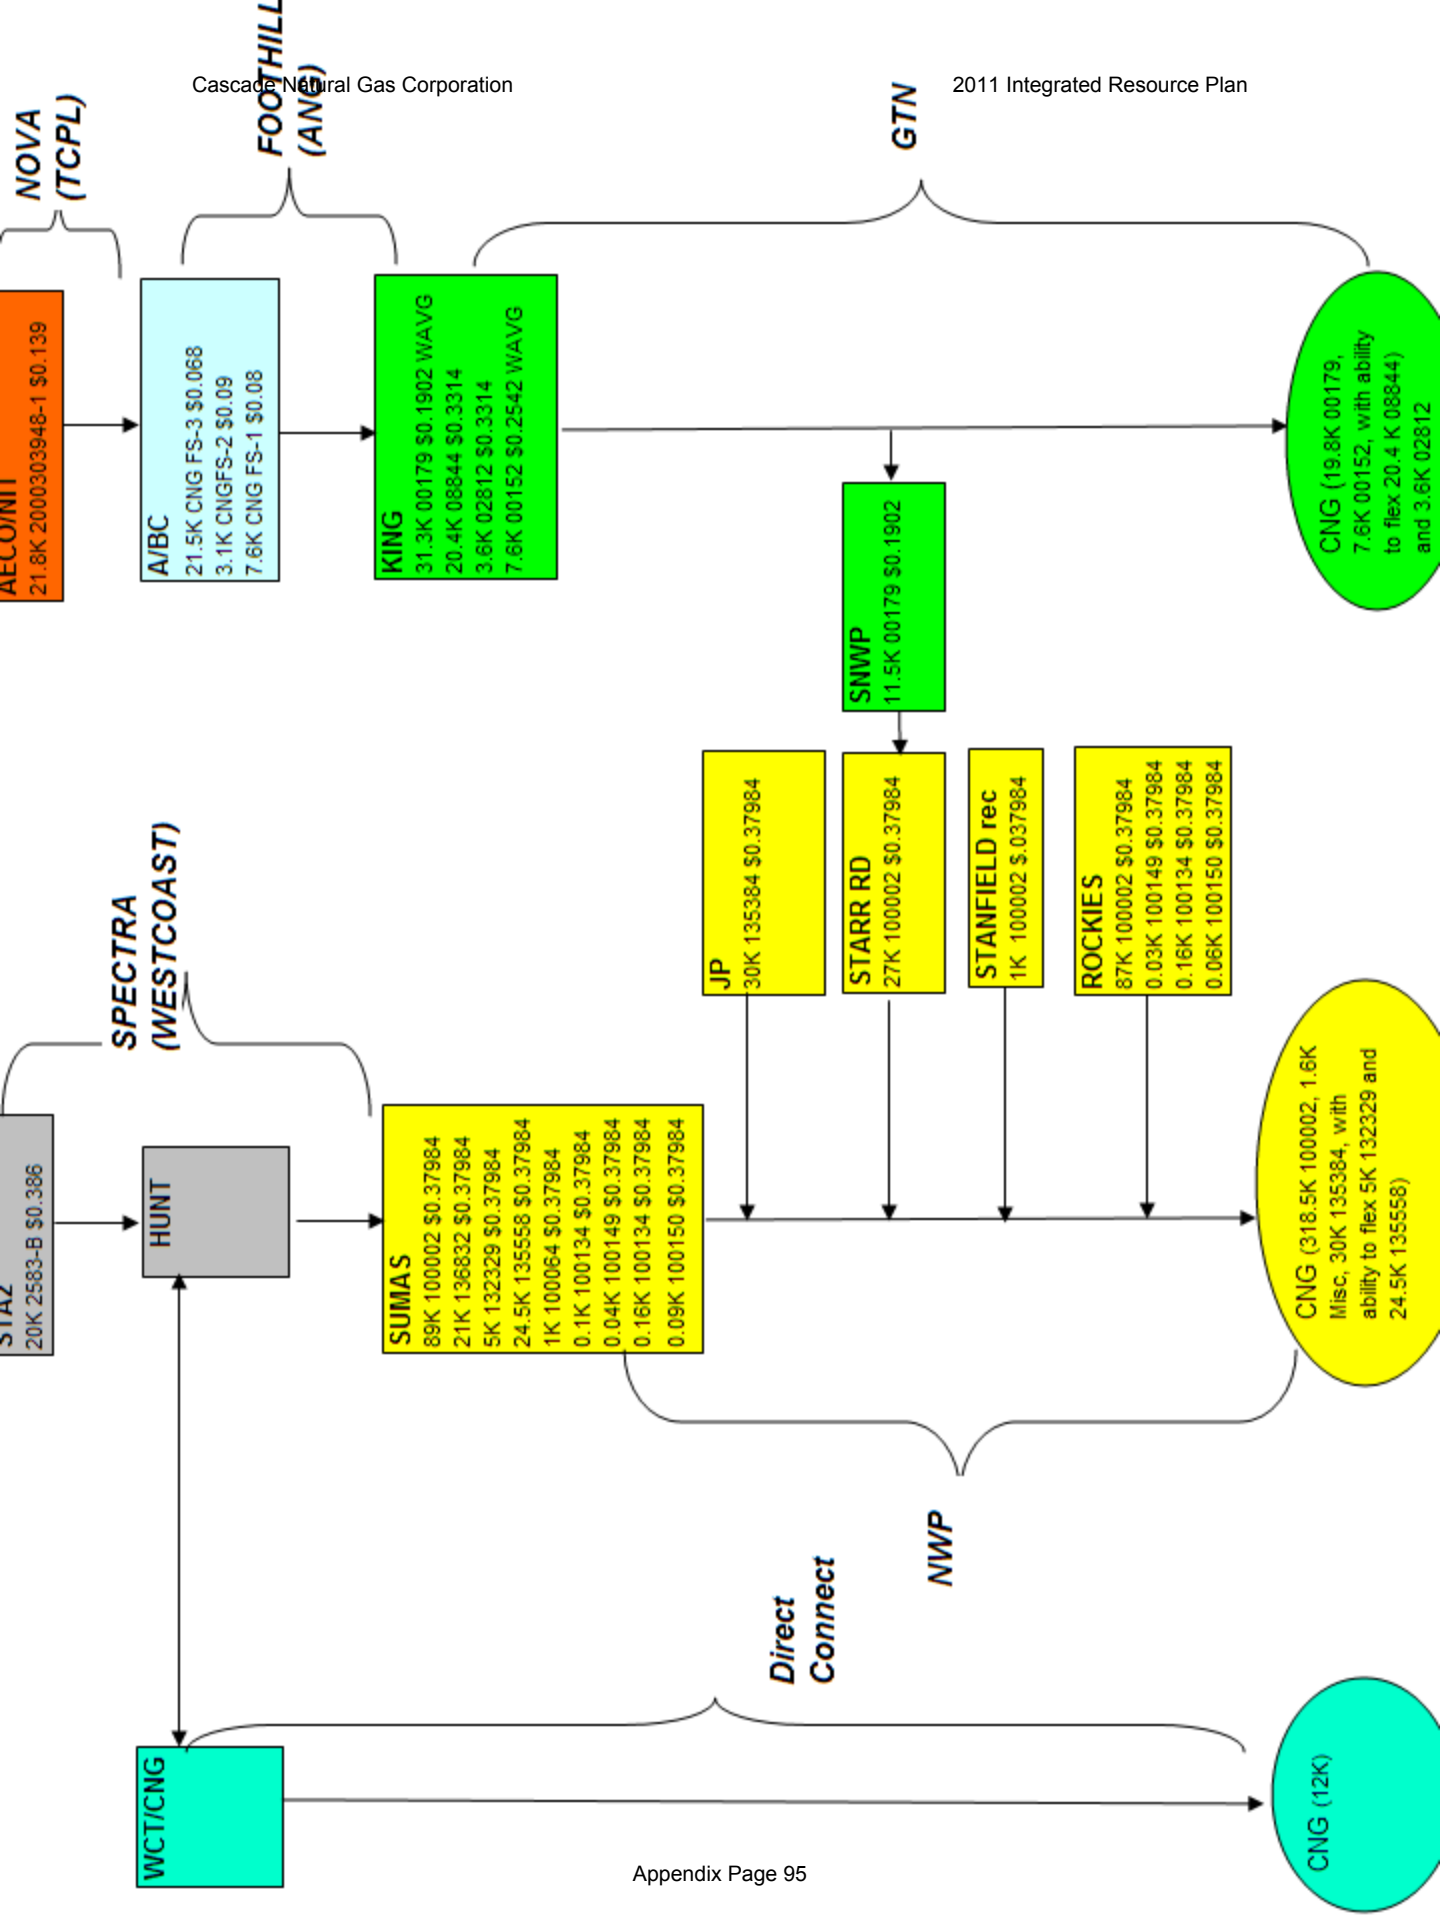 Cascade Natural Gas Corporation
2011 Integrated Resource Plan
NOVA
(TCPL)
FOOTHILL
(ANG)
GTN
AECO/NIT
21.8K 2000303948-1 $0.139
A/BC
21.5K CNG FS-3 $0.068
3.1K CNGFS-2 $0.09
7.6K CNG FS-1 $0.08
KING
31.3K 00179 $0.1902 WAVG
20.4K 08844 $0.3314
3.6K 02812 $0.3314
7.6K 00152 $0.2542 WAVG
SNWP
11.5K 00179 $0.1902
CNG (19.8K 00179,
7.6K 00152, with ability
to flex 20.4 K 08844)
and 3.6K 02812
SPECTRA
(WESTCOAST)
JP
30K 135384 $0.37984
STARR RD
27K 100002 $0.37984
STANFIELD rec
1K 100002 $.037984
ROCKIES
87K 100002 $0.37984
0.03K 100149 $0.37984
0.16K 100134 $0.37984
0.06K 100150 $0.37984
STA2
20K 2583-B $0.386
HUNT
SUMAS
89K 100002 $0.37984
21K 136832 $0.37984
5K 132329 $0.37984
24.5K 135558 $0.37984
1K 100064 $0.37984
0.1K 100134 $0.37984
0.04K 100149 $0.37984
0.16K 100134 $0.37984
0.09K 100150 $0.37984
CNG (318.5K 100002, 1.6K
Misc, 30K 135384, with
ability to flex 5K 132329 and
24.5K 135558)
NWP
Direct
Connect
WCT/CNG
CNG (12K)
Appendix Page 95